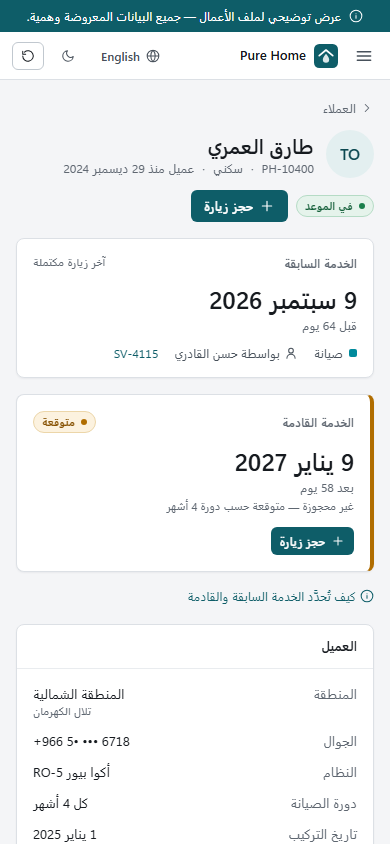 عرض توضيحي لملف الأعمال — جميع البيانات المعروضة وهمية.
Pure Home
English
العملاء
TO
طارق العمري
PH-10400 · سكني · عميل منذ 29 ديسمبر 2024
في الموعد
حجز زيارة
الخدمة السابقة
آخر زيارة مكتملة
9 سبتمبر 2026
قبل 64 يوم
صيانة
بواسطة حسن القادري
SV-4115
الخدمة القادمة
متوقعة
9 يناير 2027
بعد 58 يوم
غير محجوزة — متوقعة حسب دورة 4 أشهر
حجز زيارة
كيف تُحدَّد الخدمة السابقة والقادمة
العميل
المنطقة
المنطقة الشمالية
تلال الكهرمان
الجوال
+966 5• ••• 6718
النظام
أكوا بيور RO-5
دورة الصيانة
كل 4 أشهر
تاريخ التركيب
1 يناير 2025